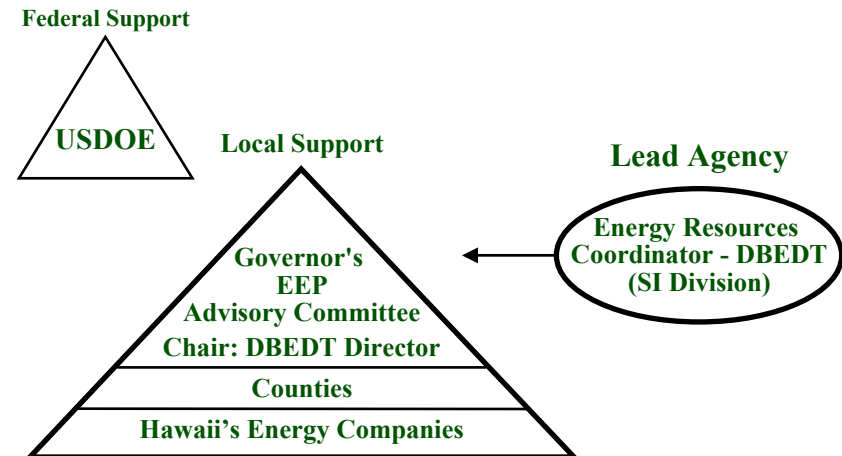 Federal Support
USDOE
Local Support
Governor's
EEP
Advisory Committee
Chair: DBEDT Director
Counties
Hawaii’s Energy Companies
Lead Agency
Energy Resources
Coordinator - DBEDT
(SI Division)